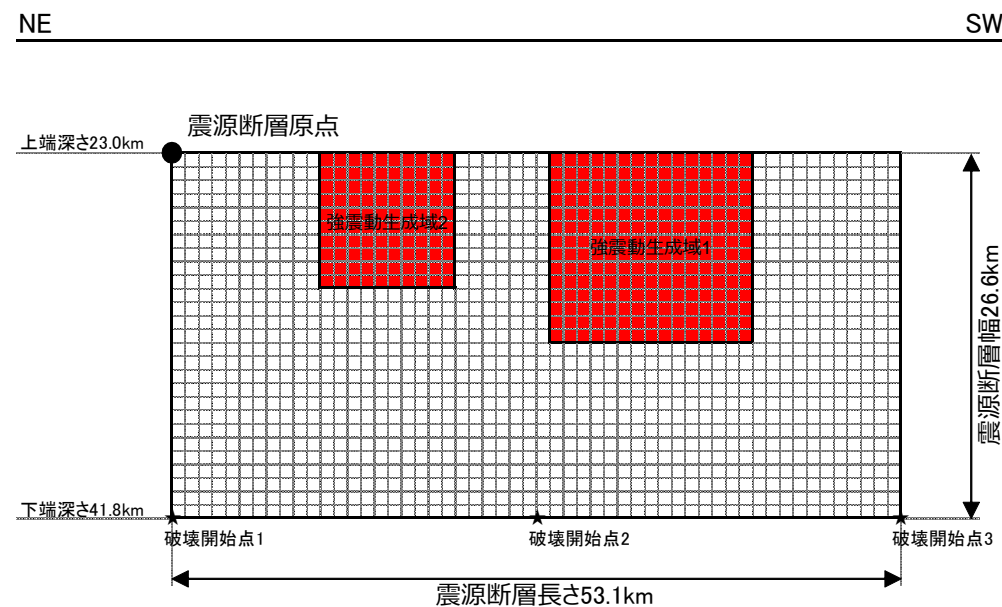 NE
SW
震源断層原点
上端深さ23.0km
強震動生成域2
強震動生成域1
震源断層幅26.6km
下端深さ41.8km
破壊開始点1
破壊開始点2
破壊開始点3
震源断層長さ53.1km